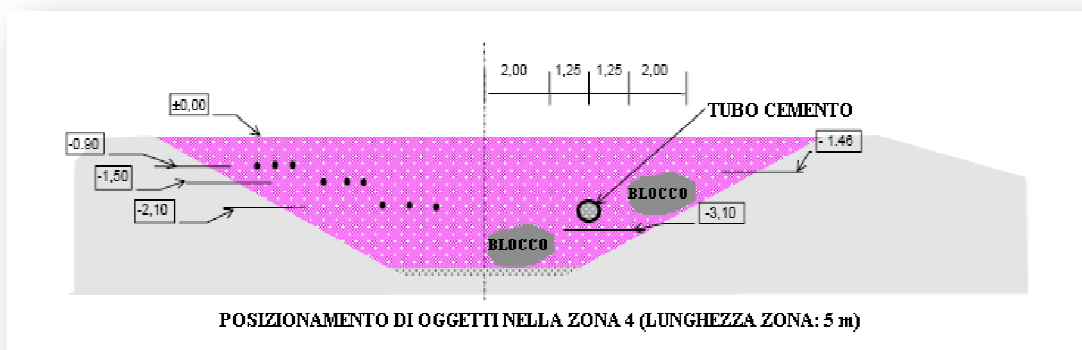 2,00 1,25 1,25 2,00
±0,00
TUBO CEMENTO
-0.90
- 1.46
-1,50
BLOCCO
-2,10
-3,10
BLOCCO
POSIZIONAMENTO DI OGGETTI NELLA ZONA 4 (LUNGHEZZA ZONA: 5 m)